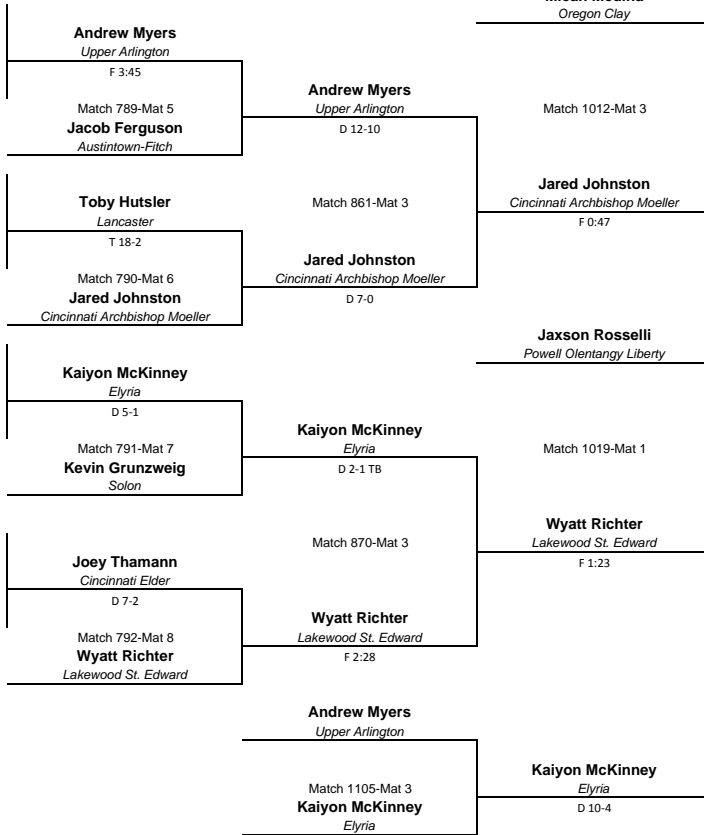 Oregon Clay
Andrew Myers
Upper Arlington
F 3:45
Andrew Myers
Match 789-Mat 5
Upper Arlington
Match 1012-Mat 3
Jacob Ferguson
D 12-10
Austintown-Fitch
Jared Johnston
Toby Hutsler
Match 861-Mat 3
Cincinnati Archbishop Moeller
Lancaster
F 0:47
T 18-2
Jared Johnston
Match 790-Mat 6
Cincinnati Archbishop Moeller
Jared Johnston
D 7-0
Cincinnati Archbishop Moeller
Jaxson Rosselli
Powell Olentangy Liberty
Kaiyon McKinney
Elyria
D 5-1
Kaiyon McKinney
Match 791-Mat 7
Elyria
Match 1019-Mat 1
Kevin Grunzweig
D 2-1 TB
Solon
Wyatt Richter
Match 870-Mat 3
Lakewood St. Edward
Joey Thamann
F 1:23
Cincinnati Elder
D 7-2
Wyatt Richter
Match 792-Mat 8
Lakewood St. Edward
Wyatt Richter
F 2:28
Lakewood St. Edward
Andrew Myers
Upper Arlington
Kaiyon McKinney
Match 1105-Mat 3
Elyria
Kaiyon McKinney
D 10-4
Elyria